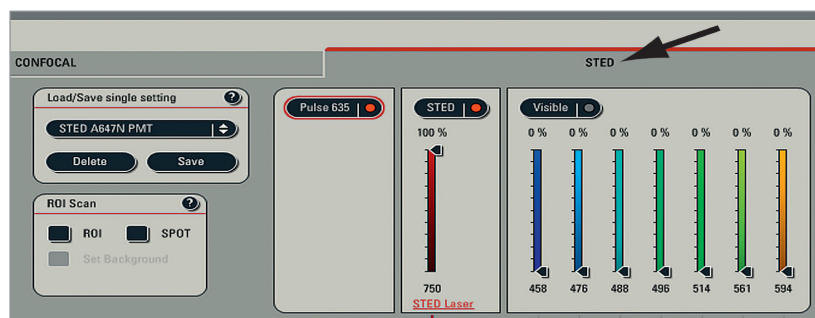 CONFOCAL
STED
Load/Save single setting ?
STED A647N PMT
Delete Save
ROI Scan ?
ROI SPOT
Set Background
Pulse 635
STED
100 %
750
STED Laser
Visible
0 % 0 % 0 % 0 % 0 % 0 % 0 %
458 476 488 496 514 561 594